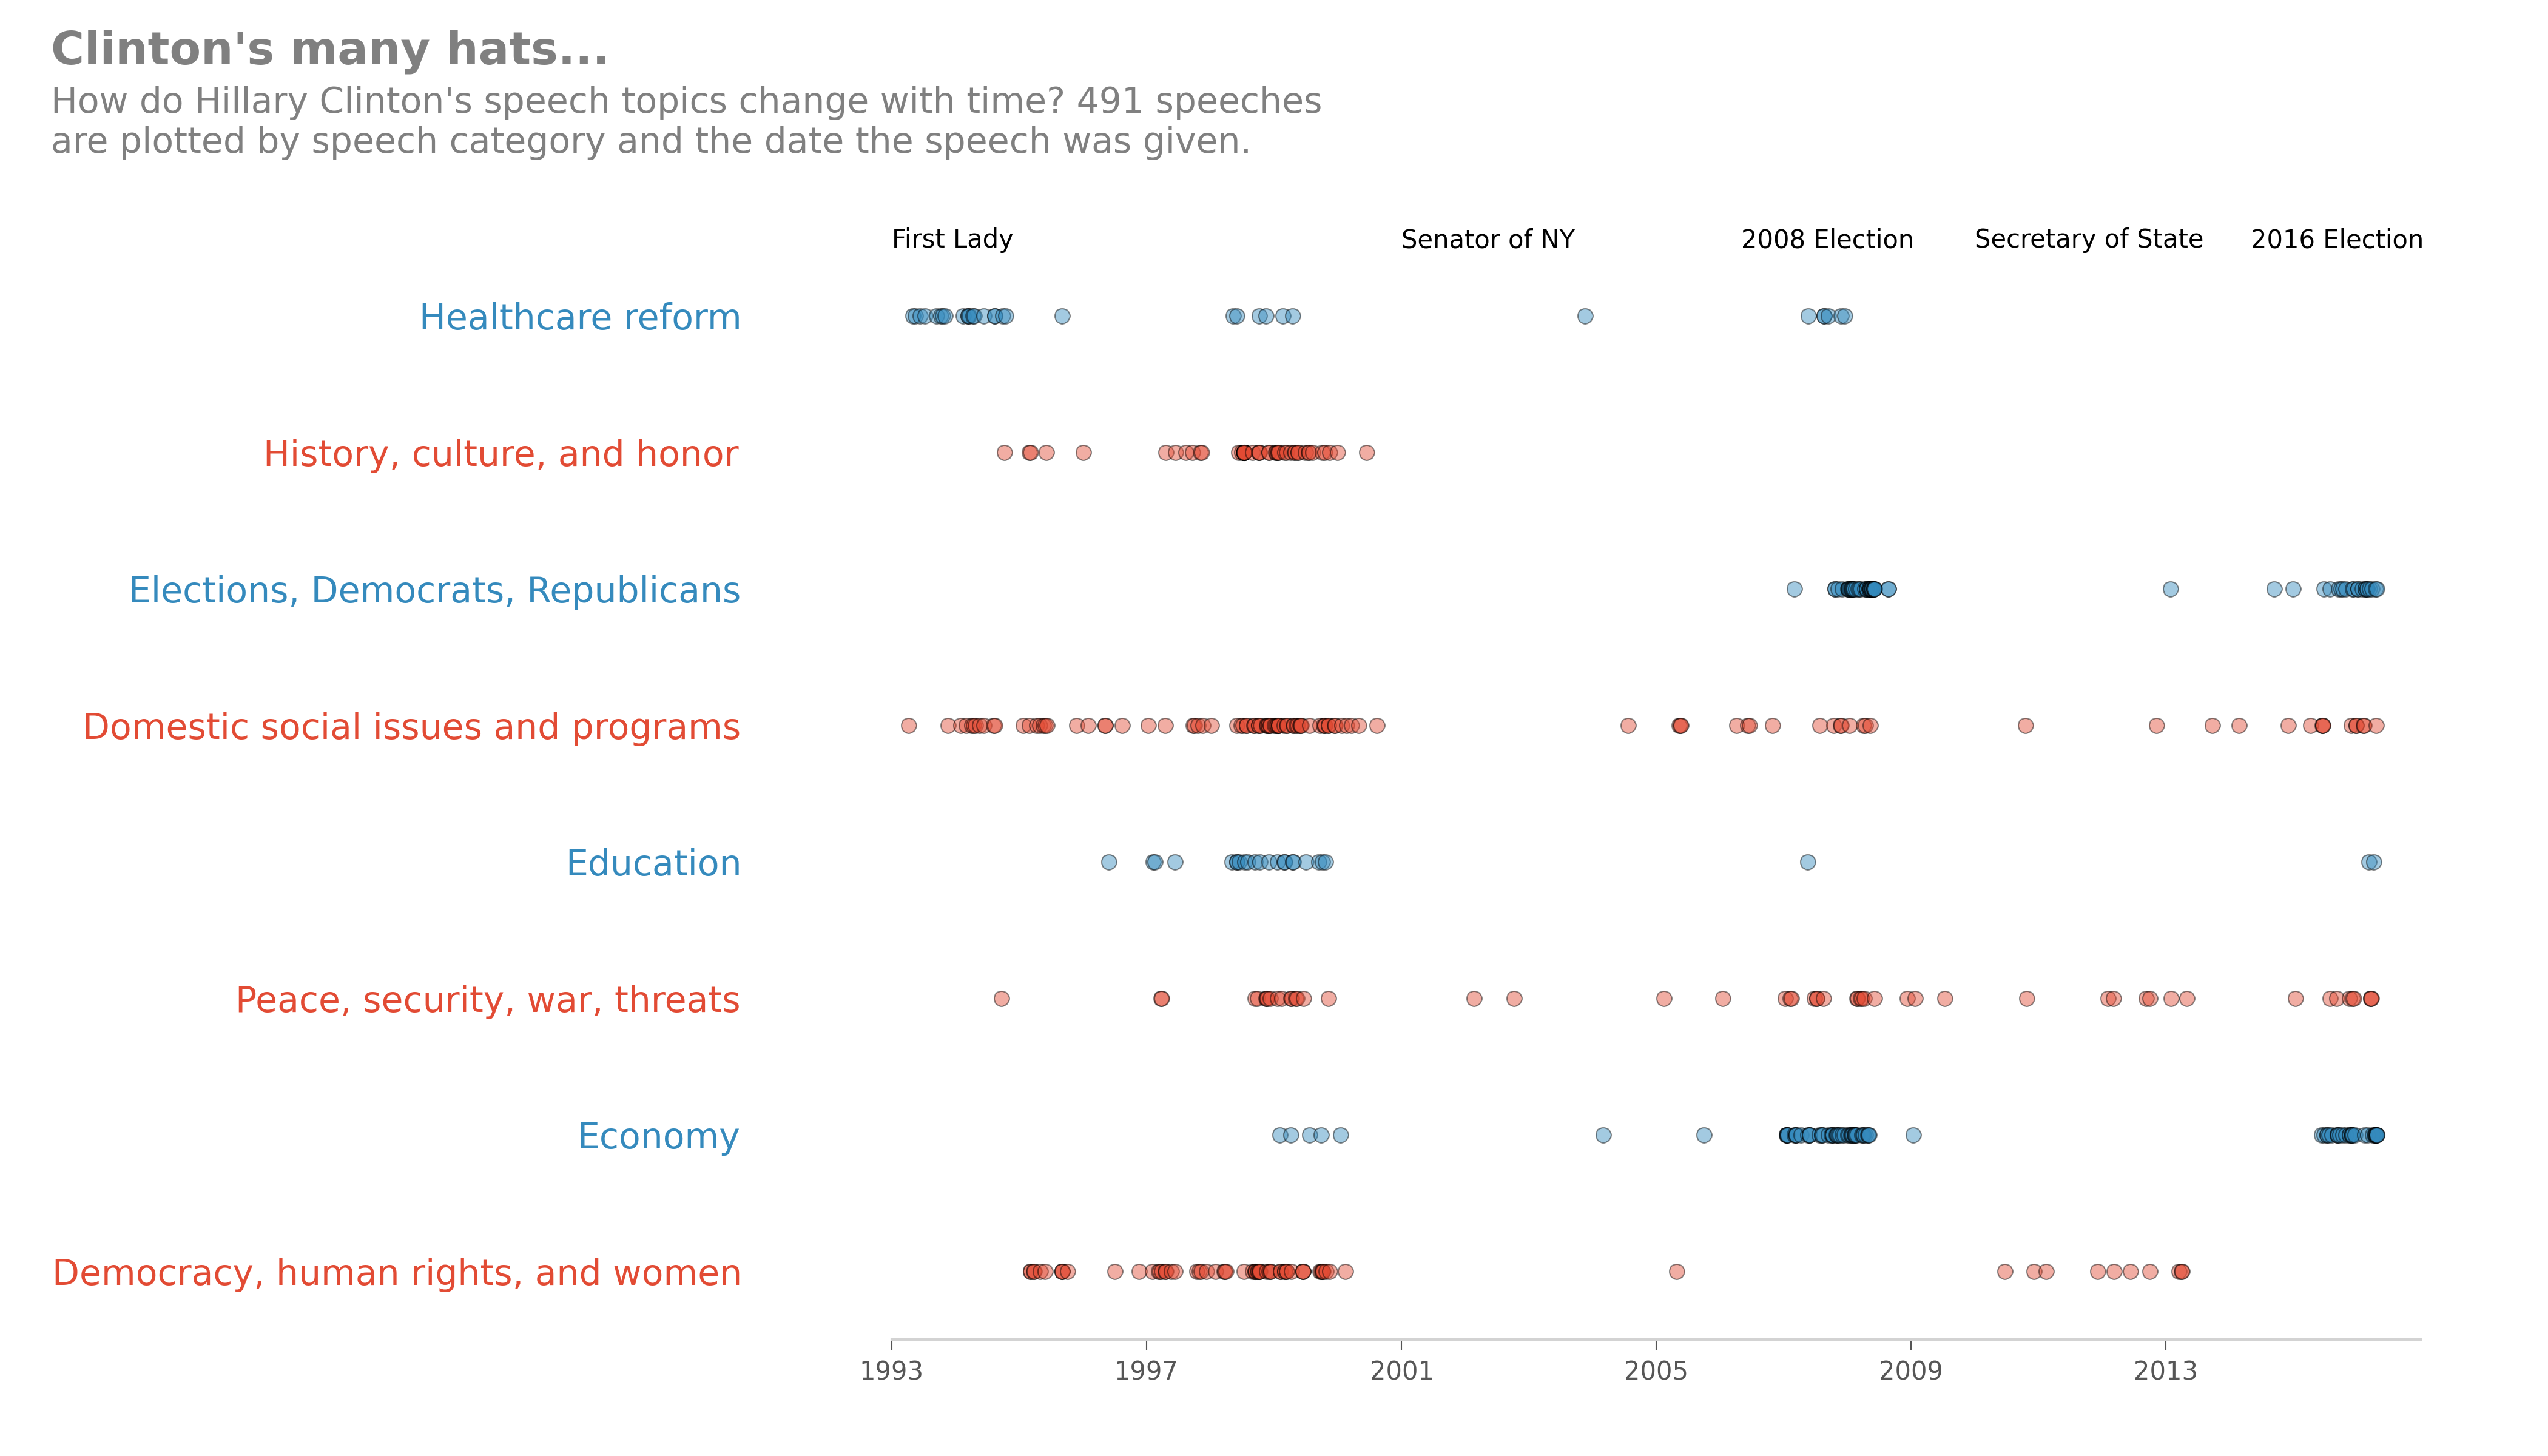 Clinton's many hats...
How do Hillary Clinton's speech topics change with time? 491 speeches
are plotted by speech category and the date the speech was given.
First Lady Senator of NY 2008 Election Secretary of State 2016 Election
Healthcare reform
History, culture, and honor
Elections, Democrats, Republicans
Domestic social issues and programs
Education
Peace, security, war, threats
Economy
Democracy, human rights, and women
1993 1997 2001 2005 2009 2013